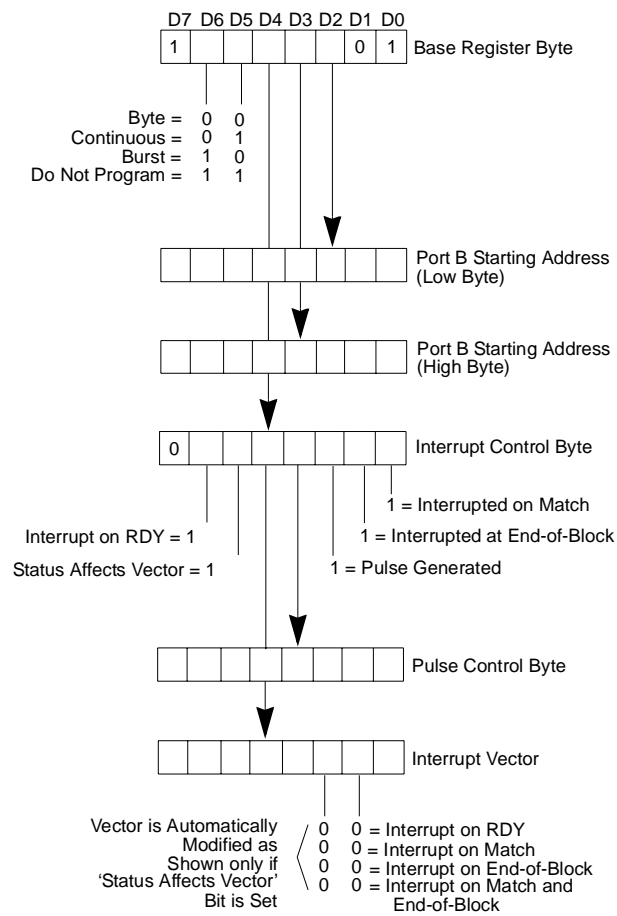 D7 D6 D5 D4 D3 D2 D1 D0
1 0 1 Base Register Byte
Byte = 0 0
Continuous = 0 1
Burst = 1 0
Do Not Program = 1 1
Port B Starting Address
(Low Byte)
Port B Starting Address
(High Byte)
0 Interrupt Control Byte
1 = Interrupted on Match
Interrupt on RDY = 1
1 = Interrupted at End-of-Block
Status Affects Vector = 1
1 = Pulse Generated
Pulse Control Byte
Interrupt Vector
Vector is Automatically
Modified as
Shown only if
‘Status Affects Vector’
Bit is Set
0 0 = Interrupt on RDY
0 0 = Interrupt on Match
0 0 = Interrupt on End-of-Block
0 0 = Interrupt on Match and
End-of-Block